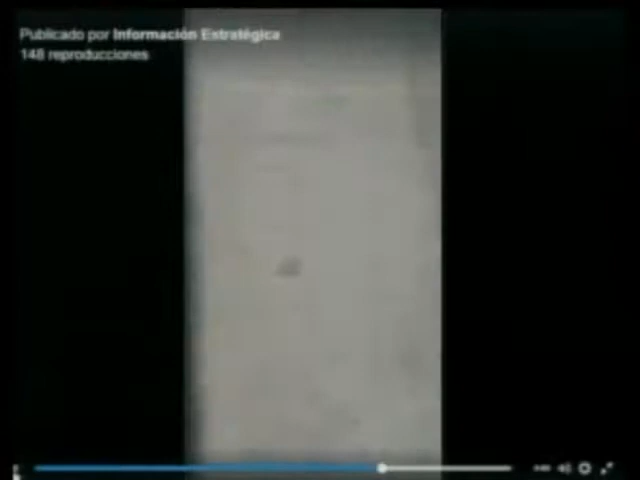 Publicado por Información Estratégica
148 reproducciones